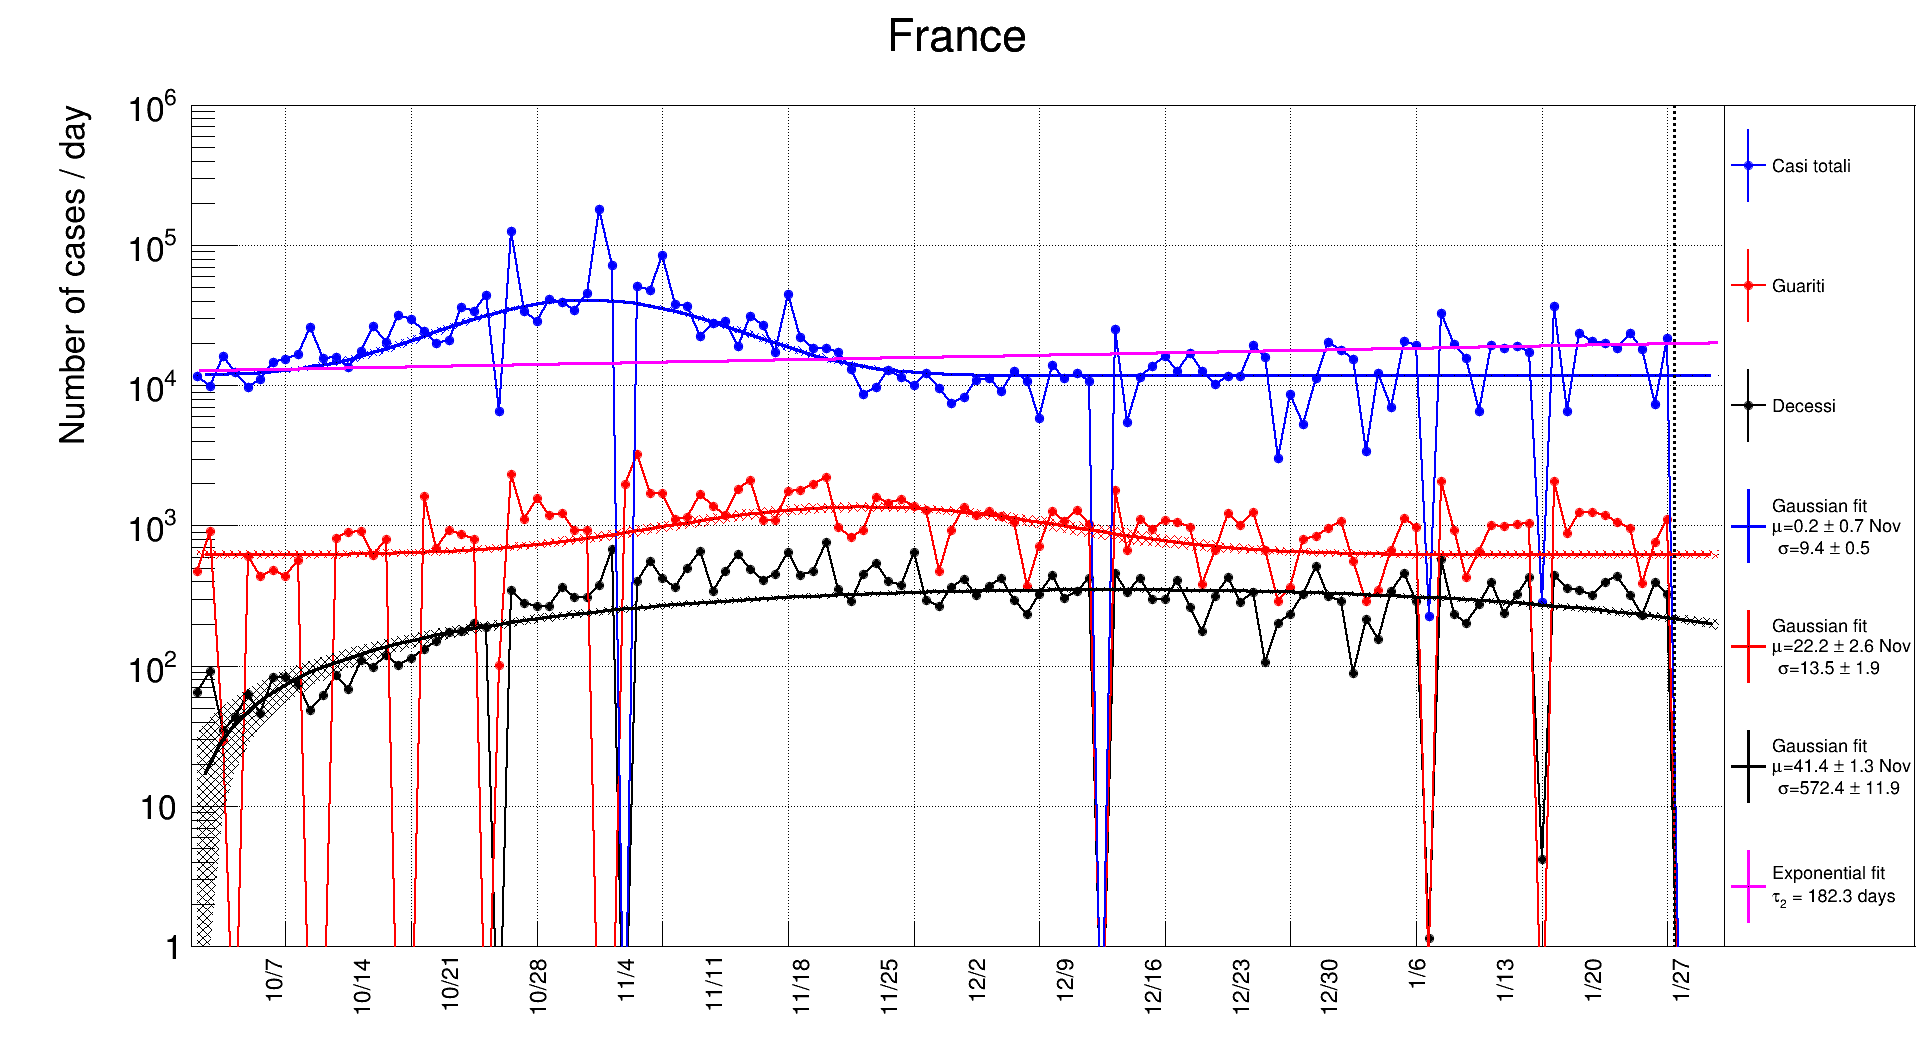 France
Number of cases / day
10^6
10^5
10^4
10^3
10^2
10
1
10/7
10/14
10/21
10/28
11/4
11/11
11/18
11/25
12/2
12/9
12/16
12/23
12/30
1/6
1/13
1/20
1/27
Casi totali
Guariti
Decessi
Gaussian fit
μ=0.2 ± 0.7 Nov
σ=9.4 ± 0.5
Gaussian fit
μ=22.2 ± 2.6 Nov
σ=13.5 ± 1.9
Gaussian fit
μ=41.4 ± 1.3 Nov
σ=572.4 ± 11.9
Exponential fit
τ₂ = 182.3 days